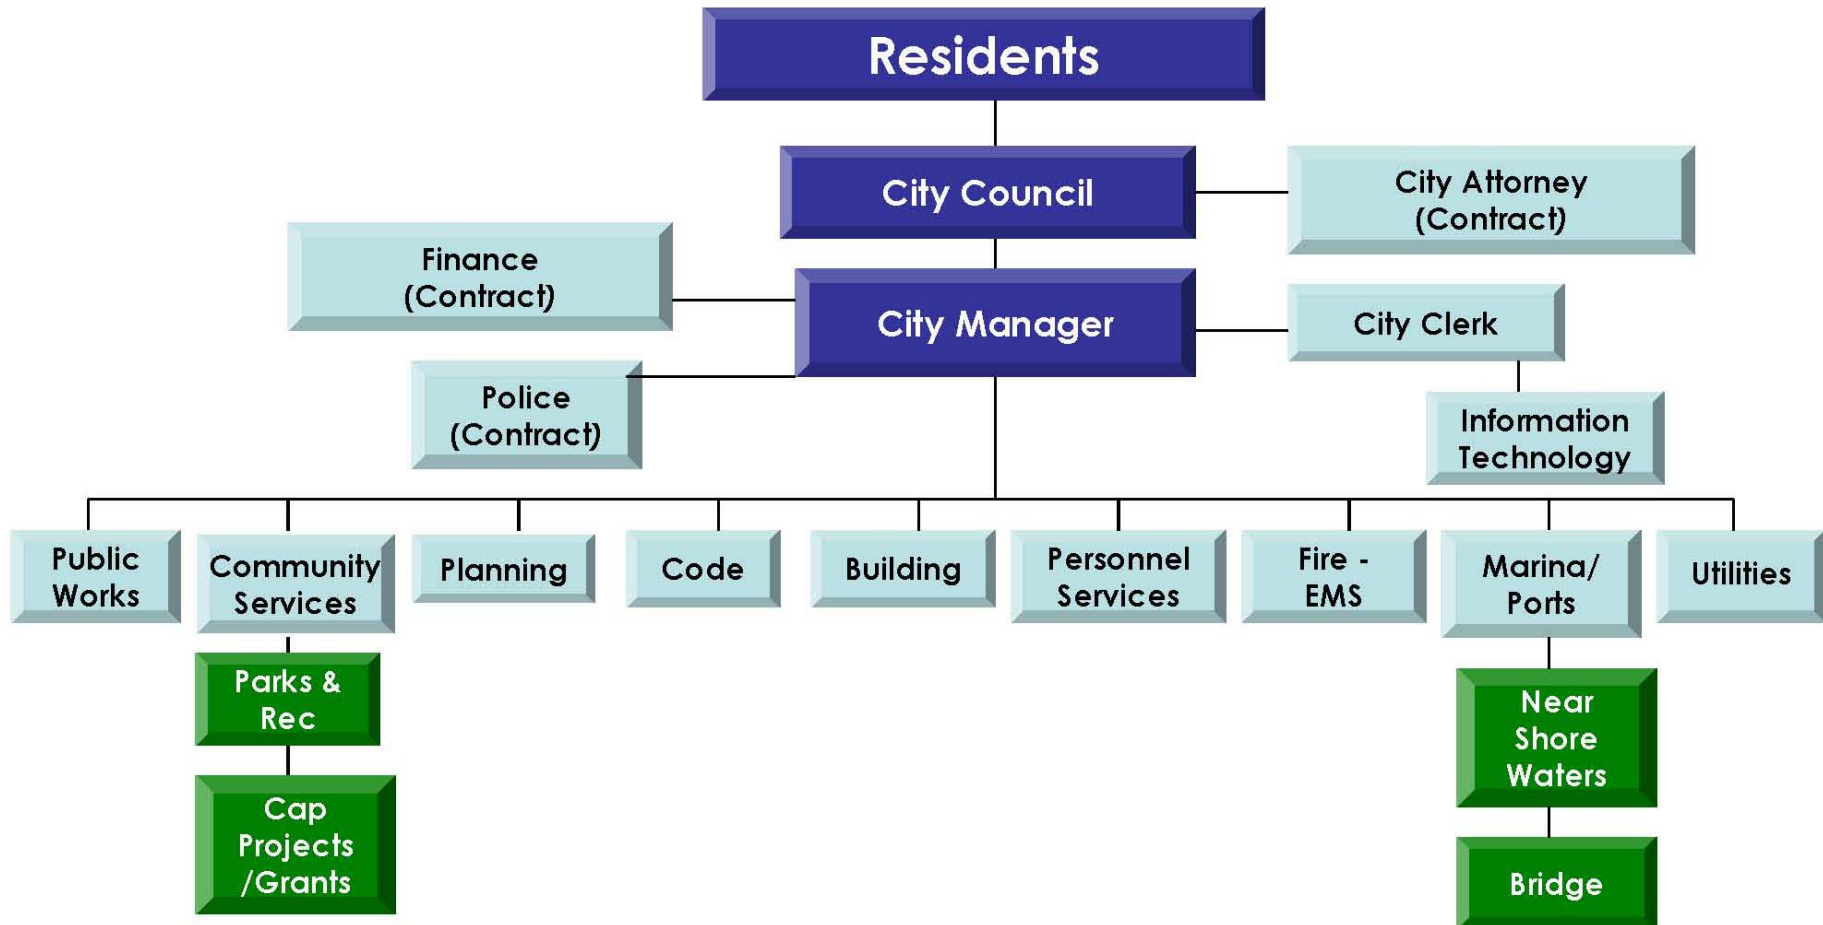 Residents
City Council
City Attorney
(Contract)
Finance
(Contract)
City Manager
City Clerk
Police
(Contract)
Information
Technology
Public
Works
Community
Services
Planning
Code
Building
Personnel
Services
Fire -
EMS
Marina/
Ports
Utilities
Parks &
Rec
Near
Shore
Waters
Cap
Projects
/Grants
Bridge